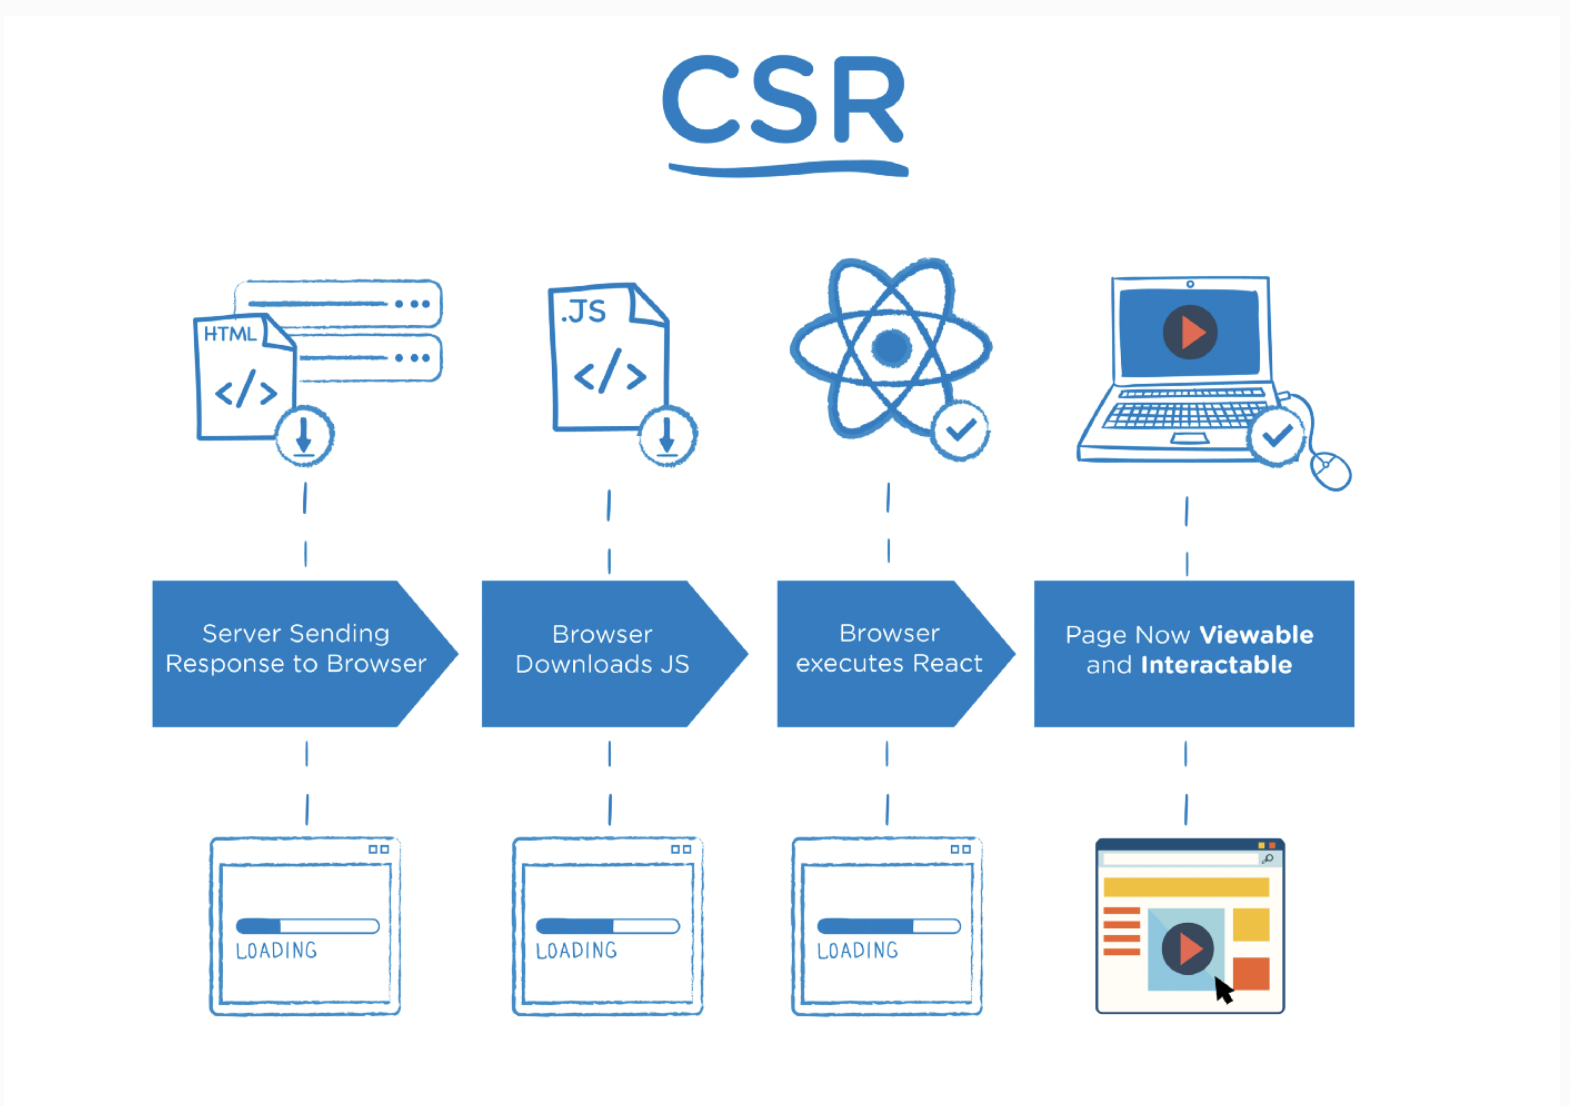 CSR
HTML
</>
.JS
</>
Server Sending
Response to Browser
Browser
Downloads JS
Browser
executes React
Page Now Viewable
and Interactable
LOADING
LOADING
LOADING